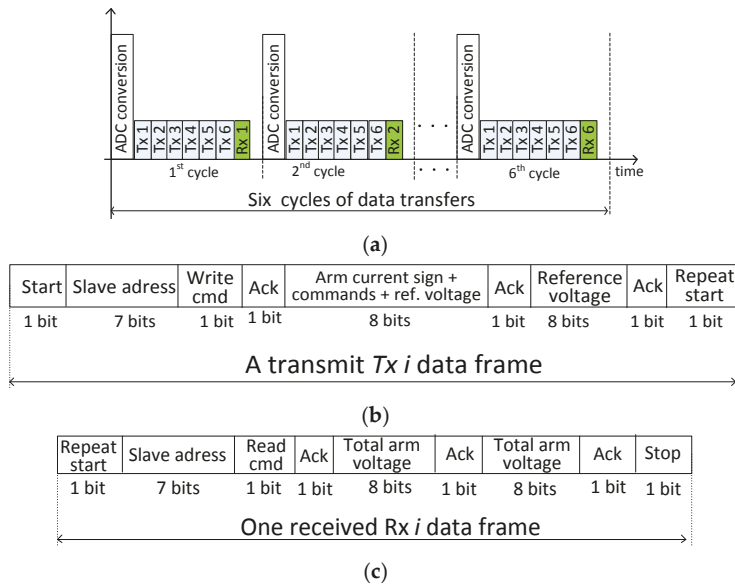 ADC conversion
Tx 1
Tx 2
Tx 3
Tx 4
Tx 5
Tx 6
Rx 1
ADC conversion
Tx 1
Tx 2
Tx 3
Tx 4
Tx 5
Tx 6
Rx 2
. . .
ADC conversion
Tx 1
Tx 2
Tx 3
Tx 4
Tx 5
Tx 6
Rx 6
1st cycle
2nd cycle
. . .
6th cycle
time
Six cycles of data transfers
(a)
Start
Slave adress
Write cmd
Ack
Arm current sign + commands + ref. voltage
Ack
Reference voltage
Ack
Repeat start
1 bit
7 bits
1 bit
1 bit
8 bits
1 bit
8 bits
1 bit
1 bit
A transmit Tx i data frame
(b)
Repeat start
Slave adress
Read cmd
Ack
Total arm voltage
Ack
Total arm voltage
Ack
Stop
1 bit
7 bits
1 bit
1 bit
8 bits
1 bit
8 bits
1 bit
1 bit
One received Rx i data frame
(c)